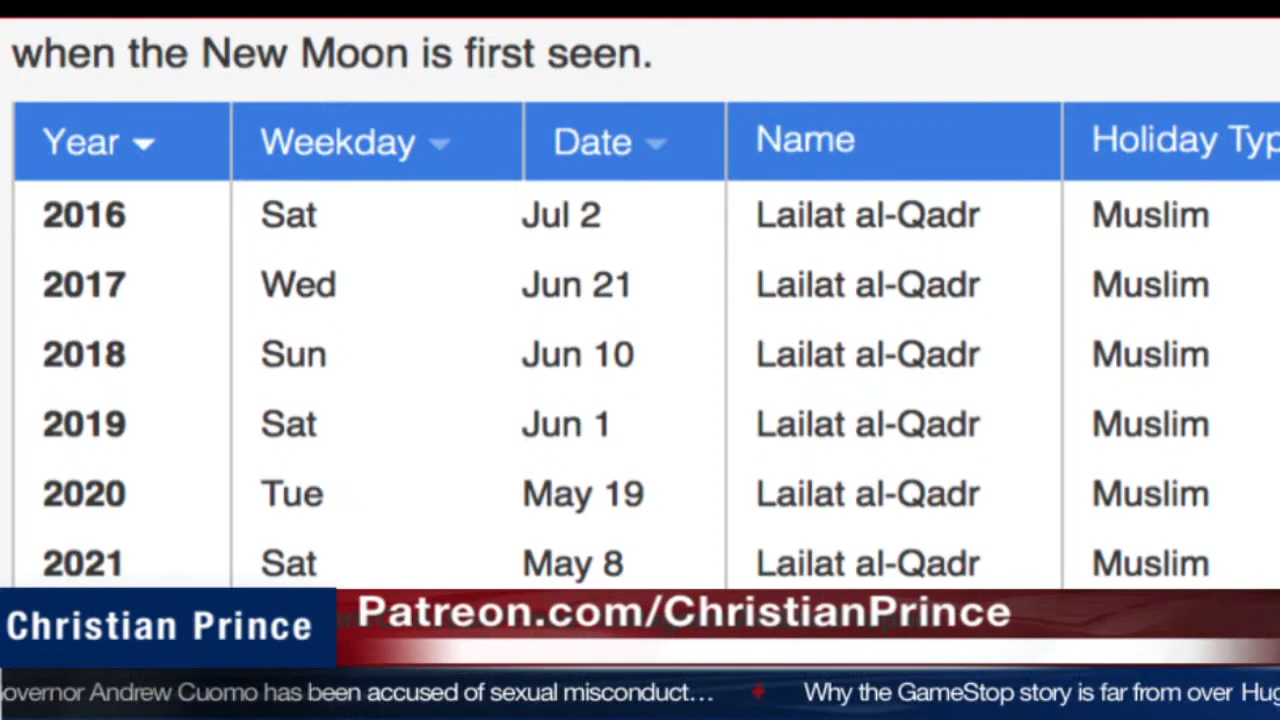 when the New Moon is first seen.
Year Weekday Date Name Holiday Typ
2016 Sat Jul 2 Lailat al-Qadr Muslim
2017 Wed Jun 21 Lailat al-Qadr Muslim
2018 Sun Jun 10 Lailat al-Qadr Muslim
2019 Sat Jun 1 Lailat al-Qadr Muslim
2020 Tue May 19 Lailat al-Qadr Muslim
2021 Sat May 8 Lailat al-Qadr Muslim
Christian Prince Patreon.com/ChristianPrince
overnor Andrew Cuomo has been accused of sexual misconduct... Why the GameStop story is far from over Hug